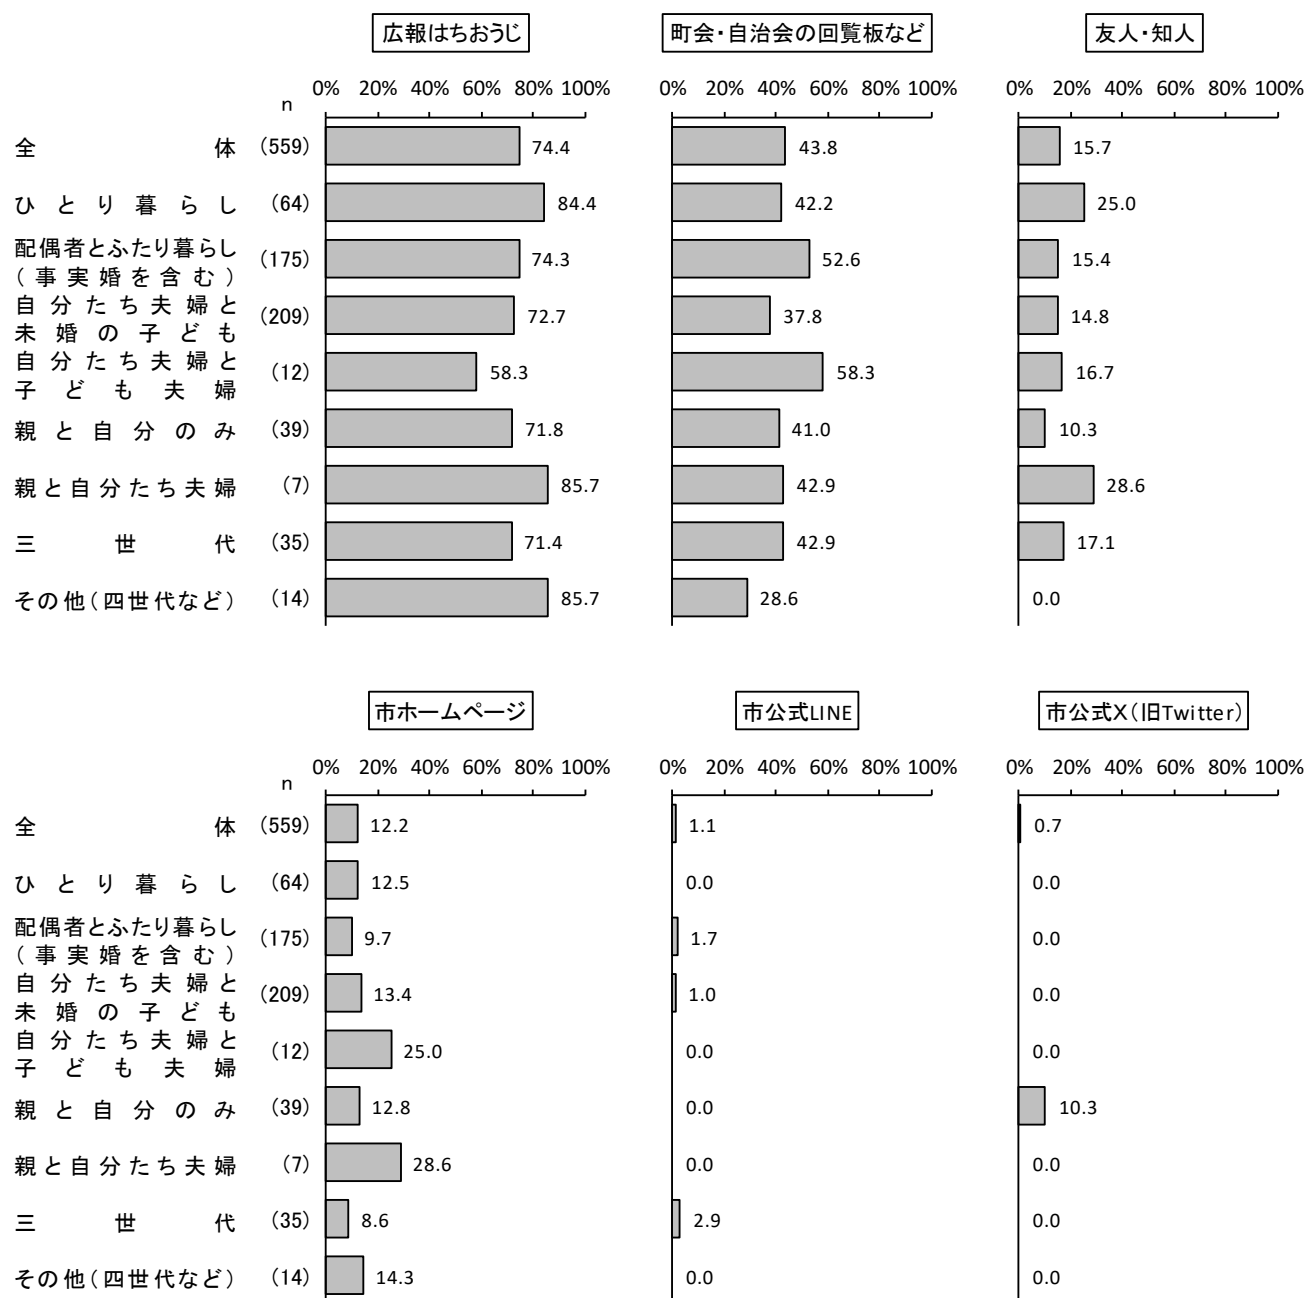 広報はちおうじ 町会・自治会の回覧板など 友人・知人
0% 20% 40% 60% 80% 100% 0% 20% 40% 60% 80% 100% 0% 20% 40% 60% 80% 100%
n
全体 (559) 74.4 43.8 15.7
ひとり暮らし (64) 84.4 42.2 25.0
配偶者とふたり暮らし
(事実婚を含む) (175) 74.3 52.6 15.4
自分たち夫婦と
未婚の子ども (209) 72.7 37.8 14.8
自分たち夫婦と
子ども夫婦 (12) 58.3 58.3 16.7
親と自分のみ (39) 71.8 41.0 10.3
親と自分たち夫婦 (7) 85.7 42.9 28.6
三世代 (35) 71.4 42.9 17.1
その他(四世代など) (14) 85.7 28.6 0.0
市ホームページ 市公式LINE 市公式X(旧Twitter)
0% 20% 40% 60% 80% 100% 0% 20% 40% 60% 80% 100% 0% 20% 40% 60% 80% 100%
n
全体 (559) 12.2 1.1 0.7
ひとり暮らし (64) 12.5 0.0 0.0
配偶者とふたり暮らし
(事実婚を含む) (175) 9.7 1.7 0.0
自分たち夫婦と
未婚の子ども (209) 13.4 1.0 0.0
自分たち夫婦と
子ども夫婦 (12) 25.0 0.0 0.0
親と自分のみ (39) 12.8 0.0 10.3
親と自分たち夫婦 (7) 28.6 0.0 0.0
三世代 (35) 8.6 2.9 0.0
その他(四世代など) (14) 14.3 0.0 0.0